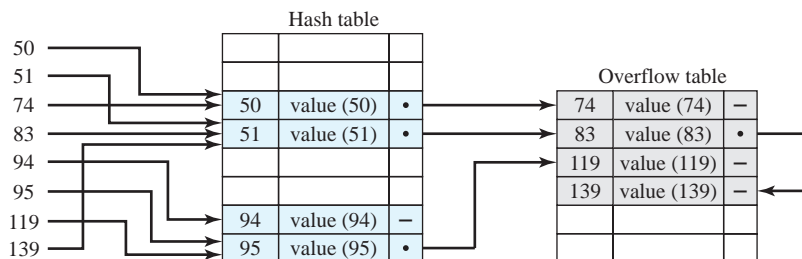 Hash table
50
51
74
83
94
95
119
139
50 value (50) •
51 value (51) •
94 value (94) –
95 value (95) •
Overflow table
74 value (74) –
83 value (83) •
119 value (119) –
139 value (139) –